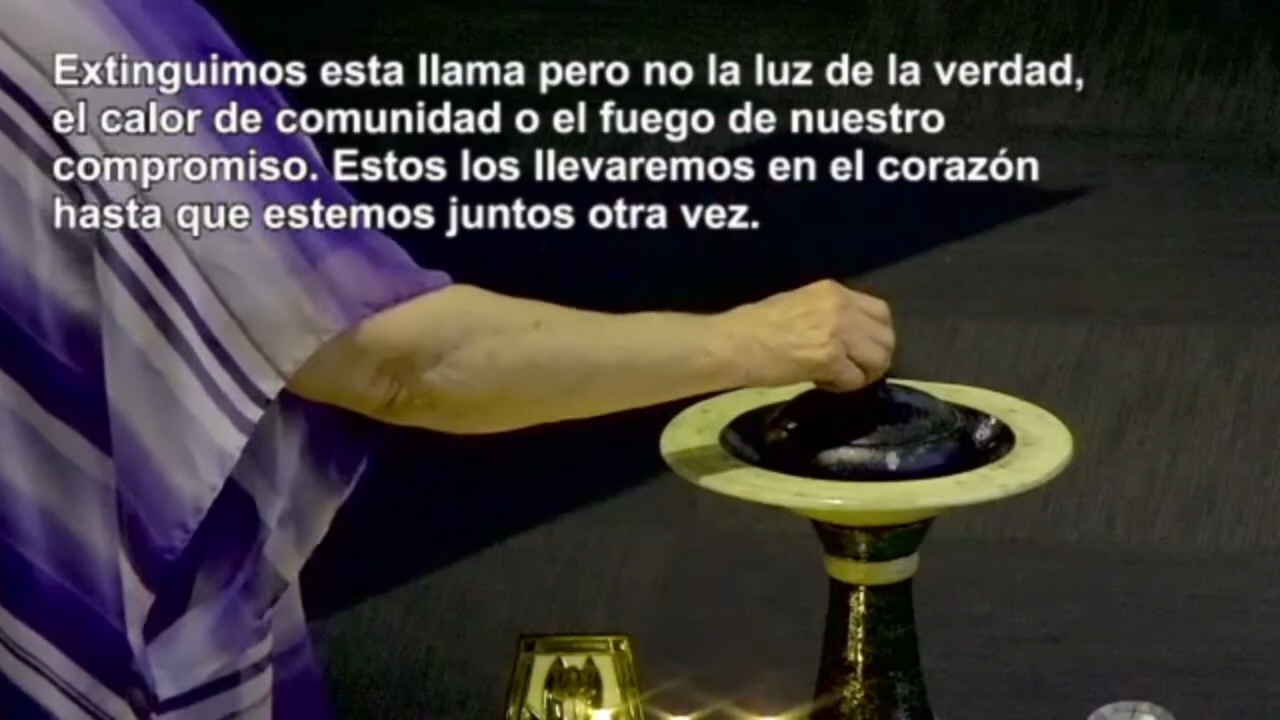 Extinguimos esta llama pero no la luz de la verdad,
el calor de comunidad o el fuego de nuestro
compromiso. Estos los llevaremos en el corazón
hasta que estemos juntos otra vez.